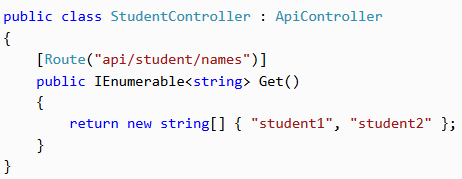 public class StudentController : ApiController
{
    [Route("api/student/names")]
    public IEnumerable<string> Get()
    {
        return new string[] { "student1", "student2" };
    }
}